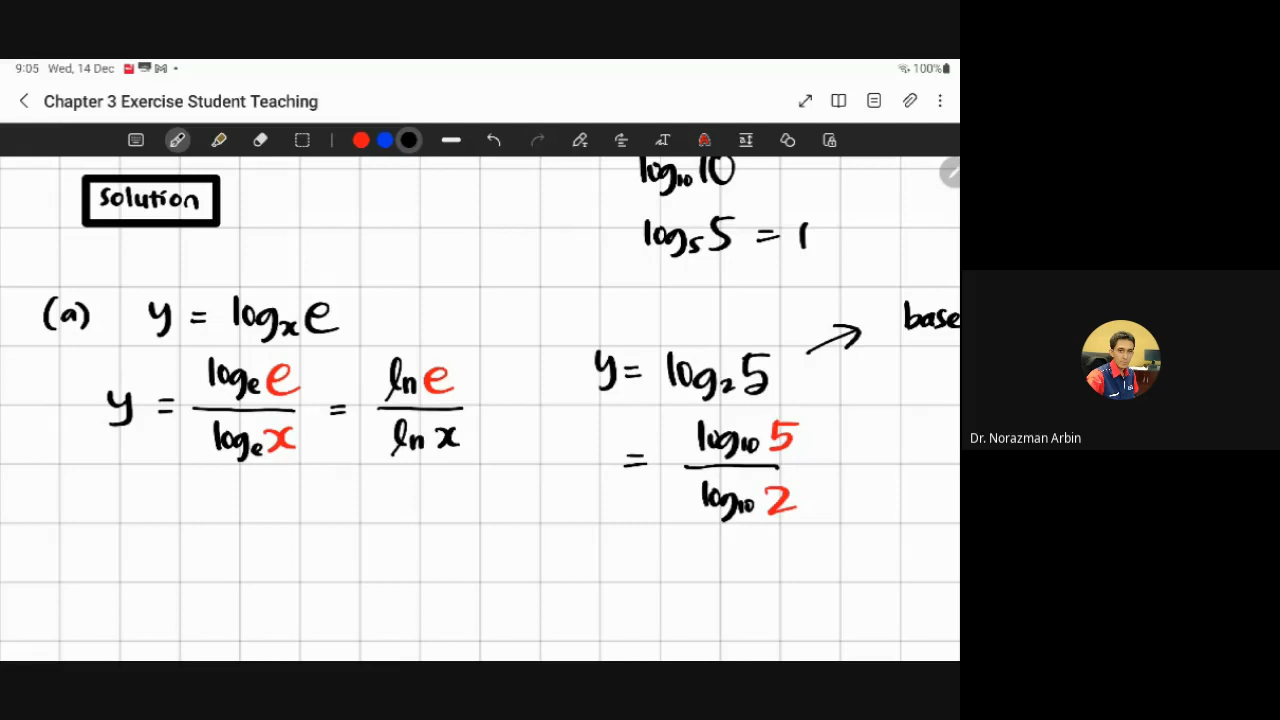 9:05 Wed, 14 Dec
100%
Chapter 3 Exercise Student Teaching
Solution
log₁₀ 10
log₅ 5 = 1
(a) y = logₓ e
y = logₑ e / logₑ x = ln e / ln x
y = log₂ 5
base
= log₁₀ 5 / log₁₀ 2
Dr. Norazman Arbin